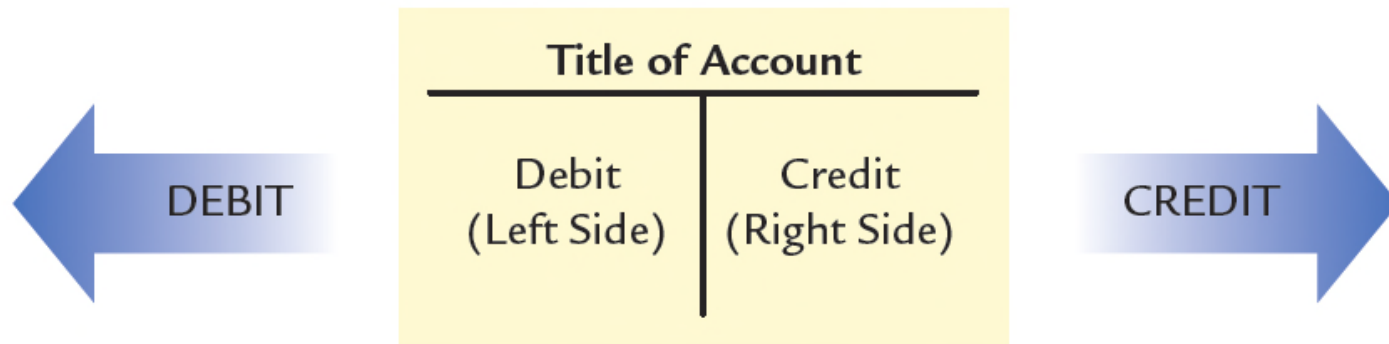 Title of Account
DEBIT
Debit
(Left Side)
Credit
(Right Side)
CREDIT